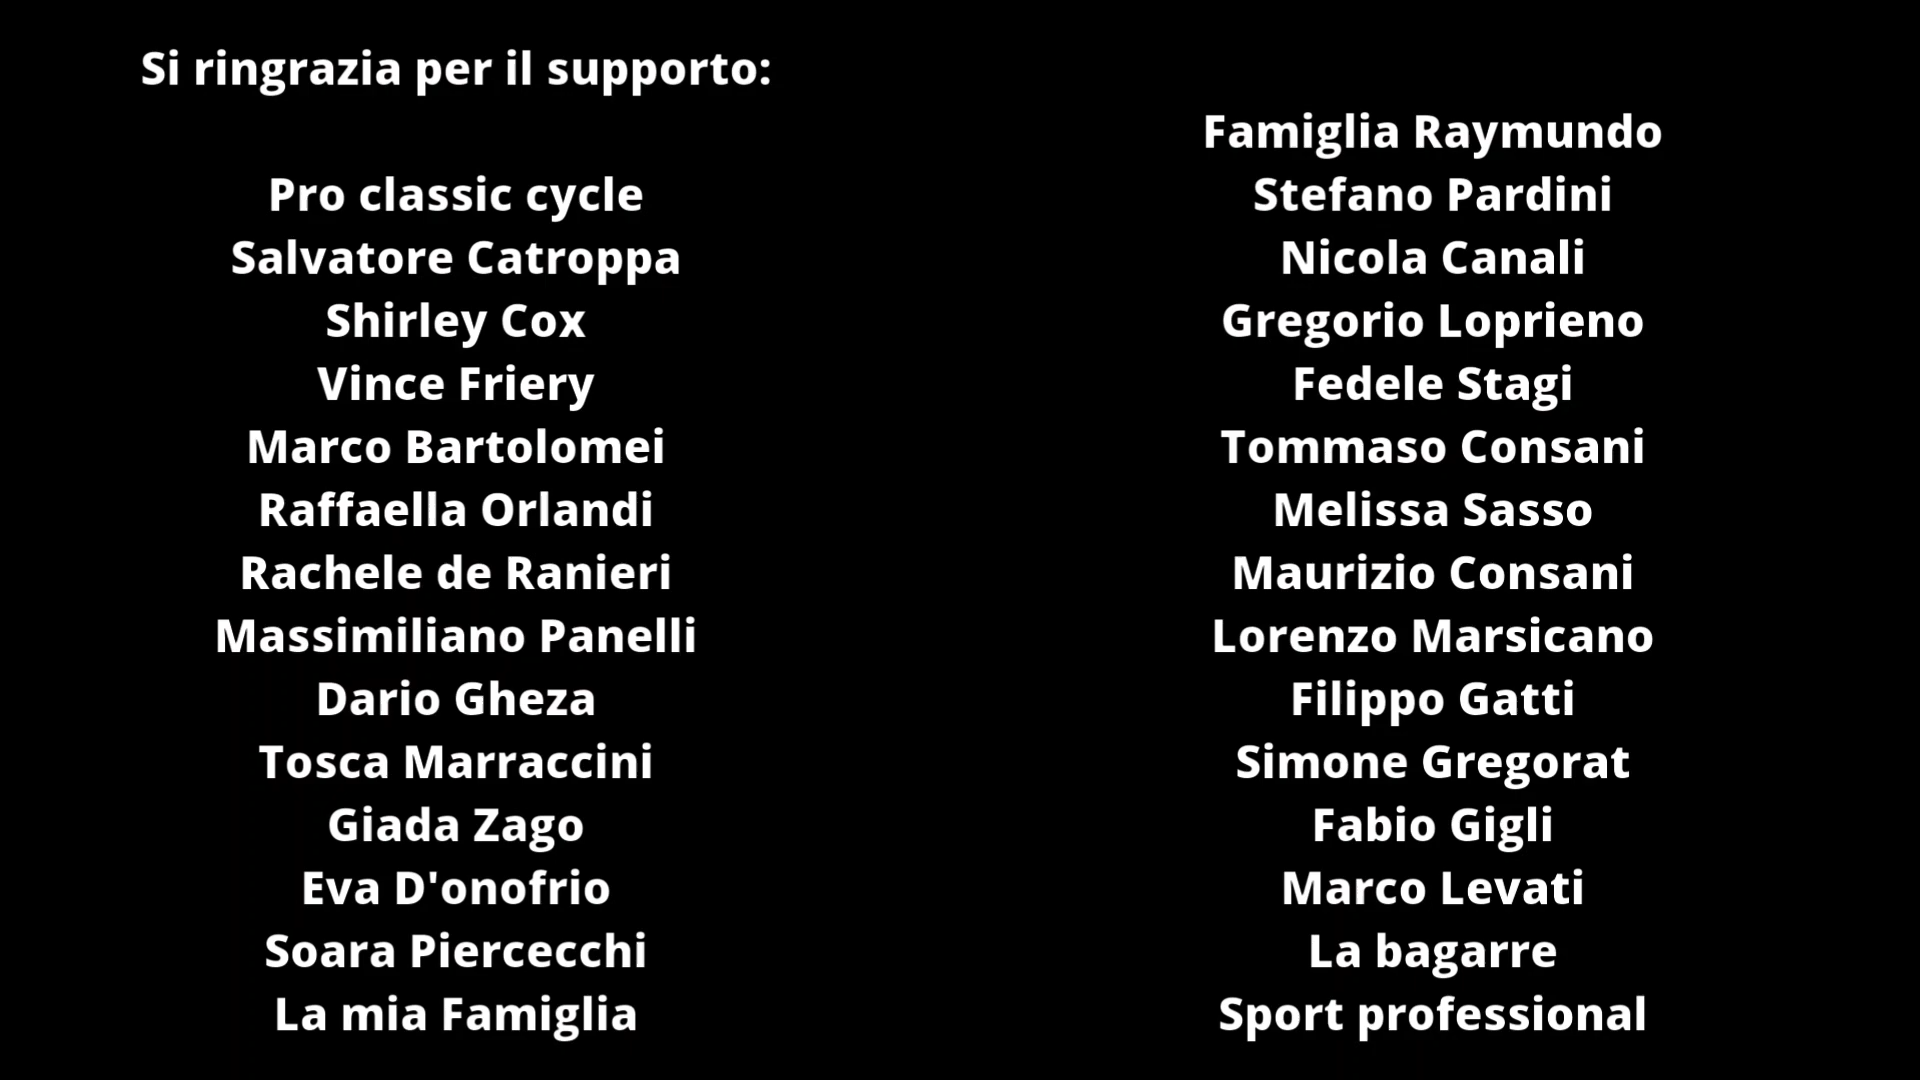 Si ringrazia per il supporto:
Pro classic cycle
Salvatore Catroppa
Shirley Cox
Vince Friery
Marco Bartolomei
Raffaella Orlandi
Rachele de Ranieri
Massimiliano Panelli
Dario Gheza
Tosca Marraccini
Giada Zago
Eva D'onofrio
Soara Piercecchi
La mia Famiglia
Famiglia Raymundo
Stefano Pardini
Nicola Canali
Gregorio Loprieno
Fedele Stagi
Tommaso Consani
Melissa Sasso
Maurizio Consani
Lorenzo Marsicano
Filippo Gatti
Simone Gregorat
Fabio Gigli
Marco Levati
La bagarre
Sport professional